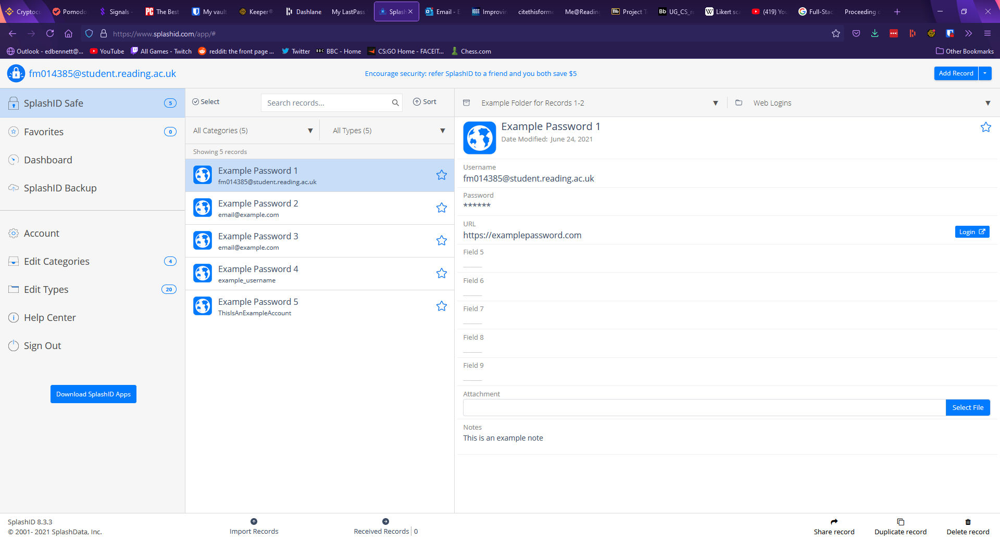 Cryptocu
Pomodo
Signals -
PC The Best
My vault
Keeper®
Dashlane
My LastPass
Splash
Email - E
IEEE Improvin
citethisforme
Me@Reading
Bb Project T
Bb UG_CS_re
W Likert sca
(419) You
Full-Stac
Proceeding o
https://www.splashid.com/app/#
Outlook - edbennett@...
YouTube
All Games - Twitch
reddit: the front page ...
Twitter
BBC BBC - Home
CS:GO Home - FACEIT...
Chess.com
Other Bookmarks
fm014385@student.reading.ac.uk
Encourage security: refer SplashID to a friend and you both save $5
Add Record
SplashID Safe 5
Favorites 0
Dashboard
SplashID Backup
Account
Edit Categories 4
Edit Types 20
Help Center
Sign Out
Download SplashID Apps
Select
Search records...
Sort
All Categories (5)
All Types (5)
Showing 5 records
Example Password 1
fm014385@student.reading.ac.uk
Example Password 2
email@example.com
Example Password 3
email@example.com
Example Password 4
example_username
Example Password 5
ThisIsAnExampleAccount
Example Folder for Records 1-2
Web Logins
Example Password 1
Date Modified: June 24, 2021
Username
fm014385@student.reading.ac.uk
Password
******
URL
https://examplepassword.com
Login
Field 5
Field 6
Field 7
Field 8
Field 9
Attachment
Select File
Notes
This is an example note
SplashID 8.3.3
© 2001- 2021 SplashData, Inc.
Import Records
Received Records 0
Share record
Duplicate record
Delete record